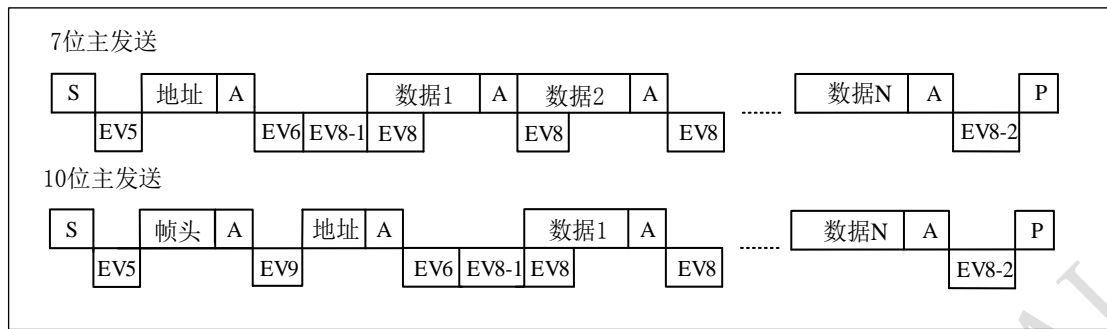 7位主发送
S 地址 A 数据1 A 数据2 A ...... 数据N A P
EV5 EV6 EV8-1 EV8 EV8 EV8 EV8-2
10位主发送
S 帧头 A 地址 A 数据1 A ...... 数据N A P
EV5 EV9 EV6 EV8-1 EV8 EV8 EV8-2